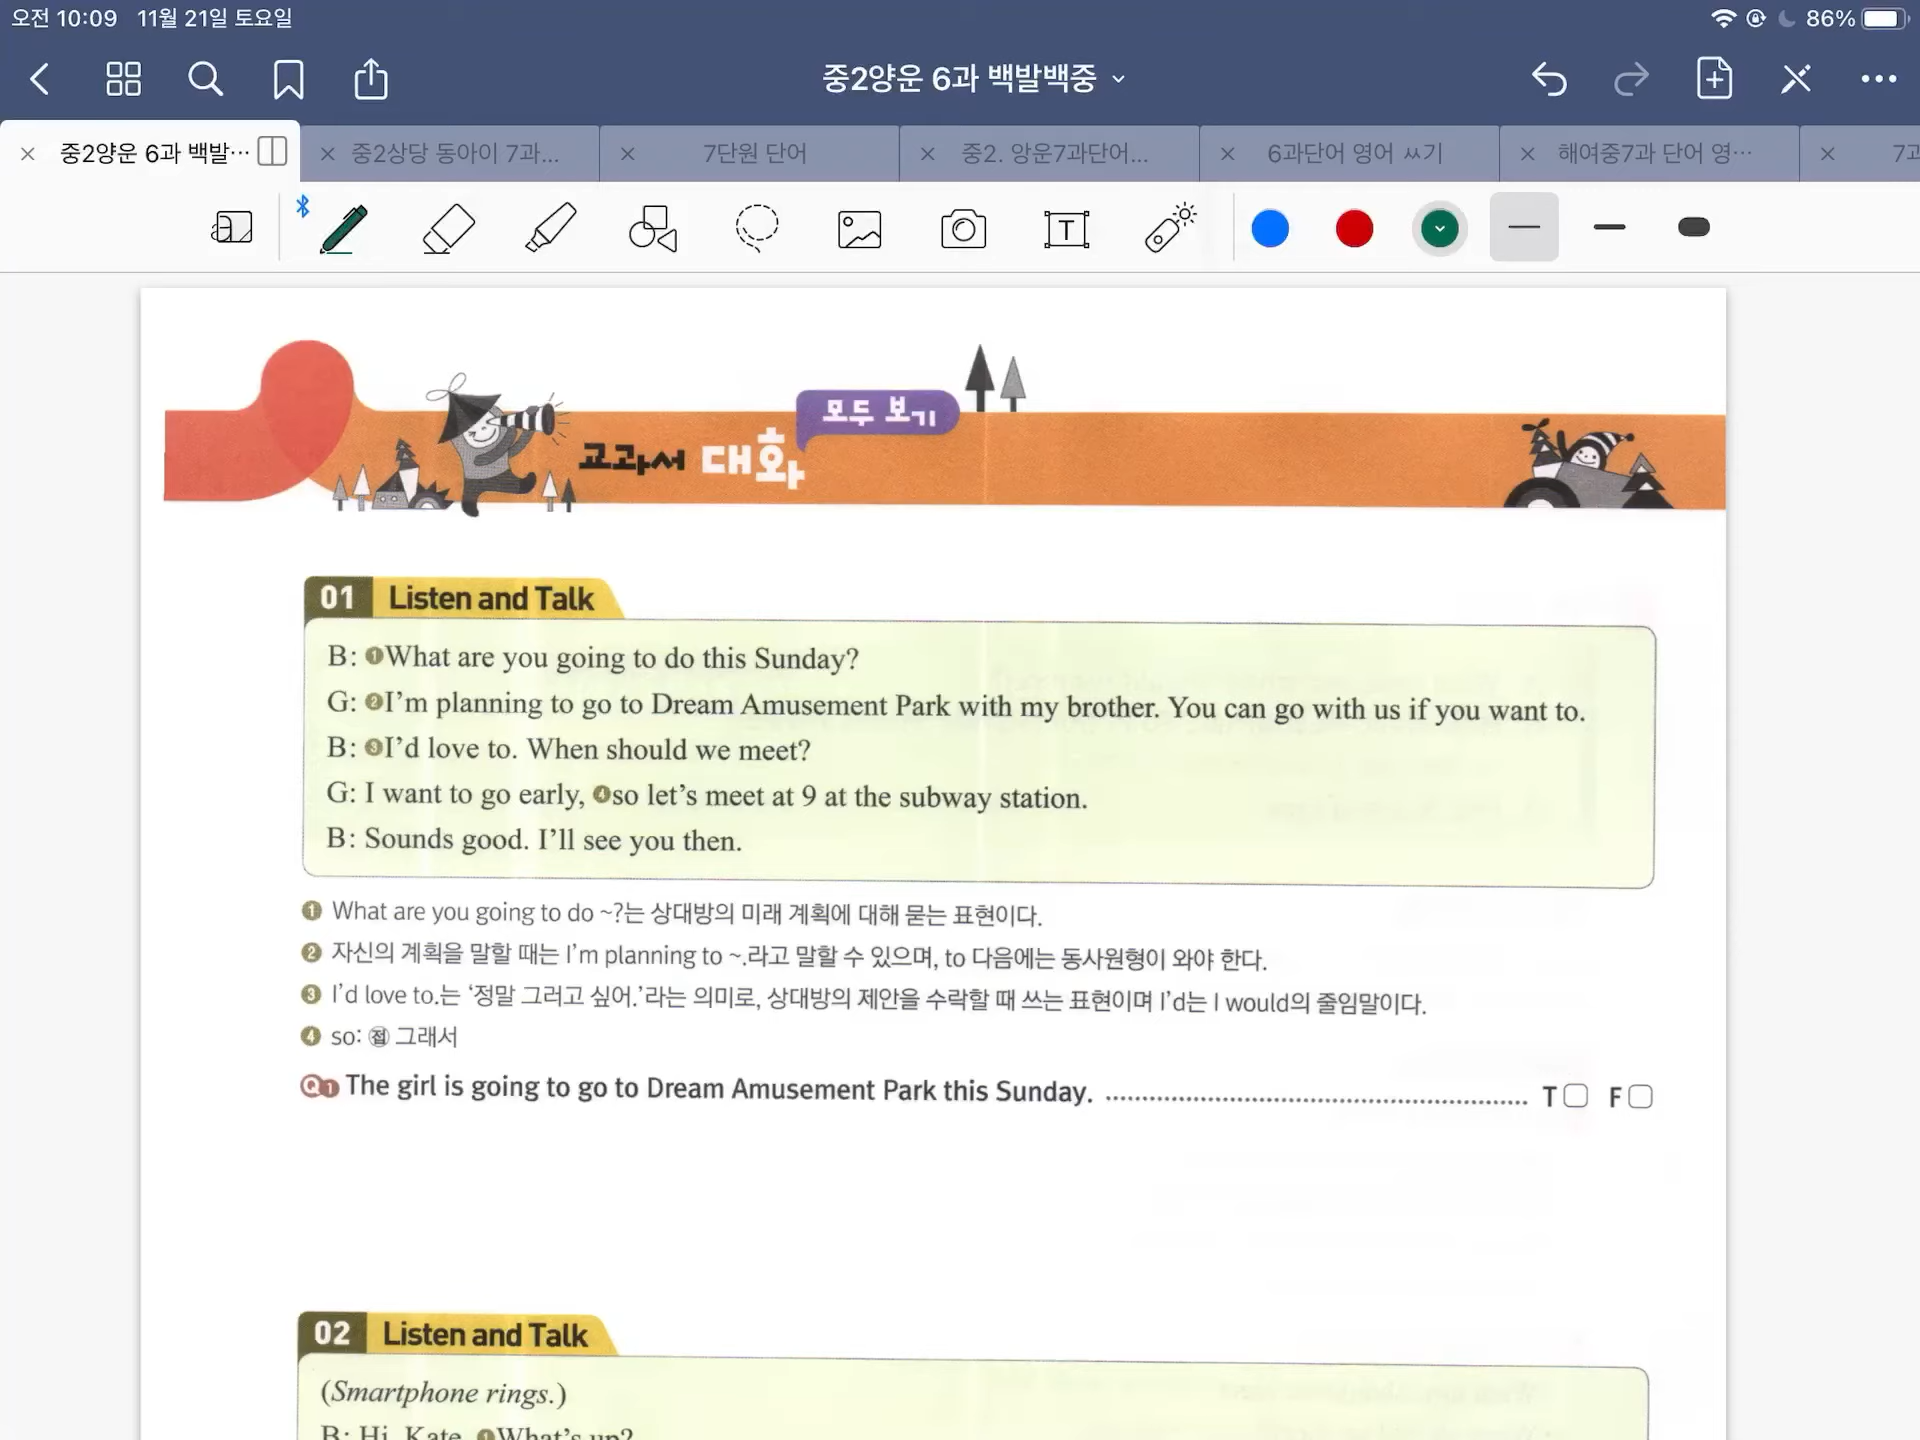 오전 10:09 11월 21일 토요일
86%
중2양운 6과 백발백중
중2양운 6과 백발…
중2상당 동아이 7과...
7단원 단어
중2. 앙운7과단어...
6과단어 영어 ㅆ기
해여중7과 단어 영…
7과
교과서 대화 모두 보기
01 Listen and Talk
B: ❶What are you going to do this Sunday?
G: ❷I'm planning to go to Dream Amusement Park with my brother. You can go with us if you want to.
B: ❸I'd love to. When should we meet?
G: I want to go early, ❹so let's meet at 9 at the subway station.
B: Sounds good. I'll see you then.
❶ What are you going to do ~?는 상대방의 미래 계획에 대해 묻는 표현이다.
❷ 자신의 계획을 말할 때는 I'm planning to ~.라고 말할 수 있으며, to 다음에는 동사원형이 와야 한다.
❸ I'd love to.는 '정말 그러고 싶어.'라는 의미로, 상대방의 제안을 수락할 때 쓰는 표현이며 I'd는 I would의 줄임말이다.
❹ so: 접 그래서
Q1 The girl is going to go to Dream Amusement Park this Sunday. T F
02 Listen and Talk
(Smartphone rings.)
B: Hi, Kate. ❶What's up?